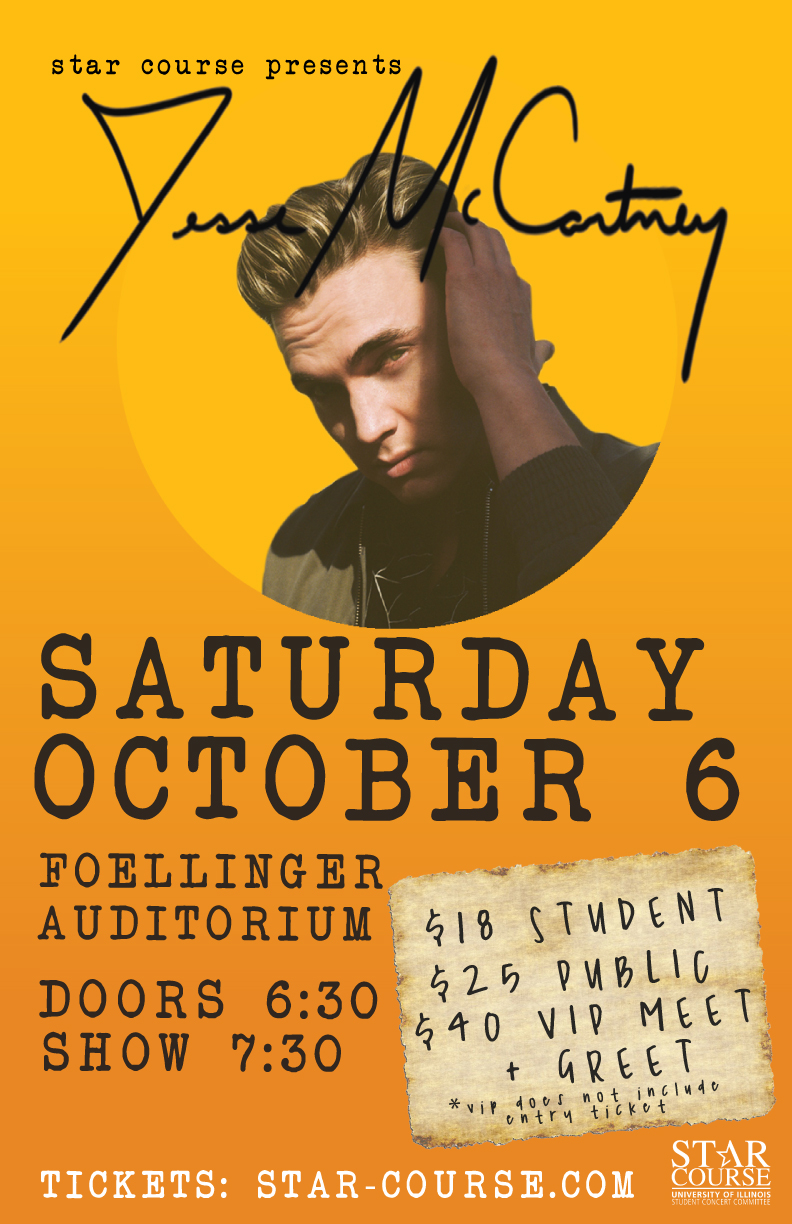 star course presents
Jesse McCartney
SATURDAY
OCTOBER 6
FOELLINGER
AUDITORIUM
DOORS 6:30
SHOW 7:30
$18 STUDENT
$25 PUBLIC
$40 VIP MEET
+ GREET
*vip does not include
entry ticket
TICKETS: STAR-COURSE.COM
STAR
COURSE
UNIVERSITY OF ILLINOIS
STUDENT CONCERT COMMITTEE